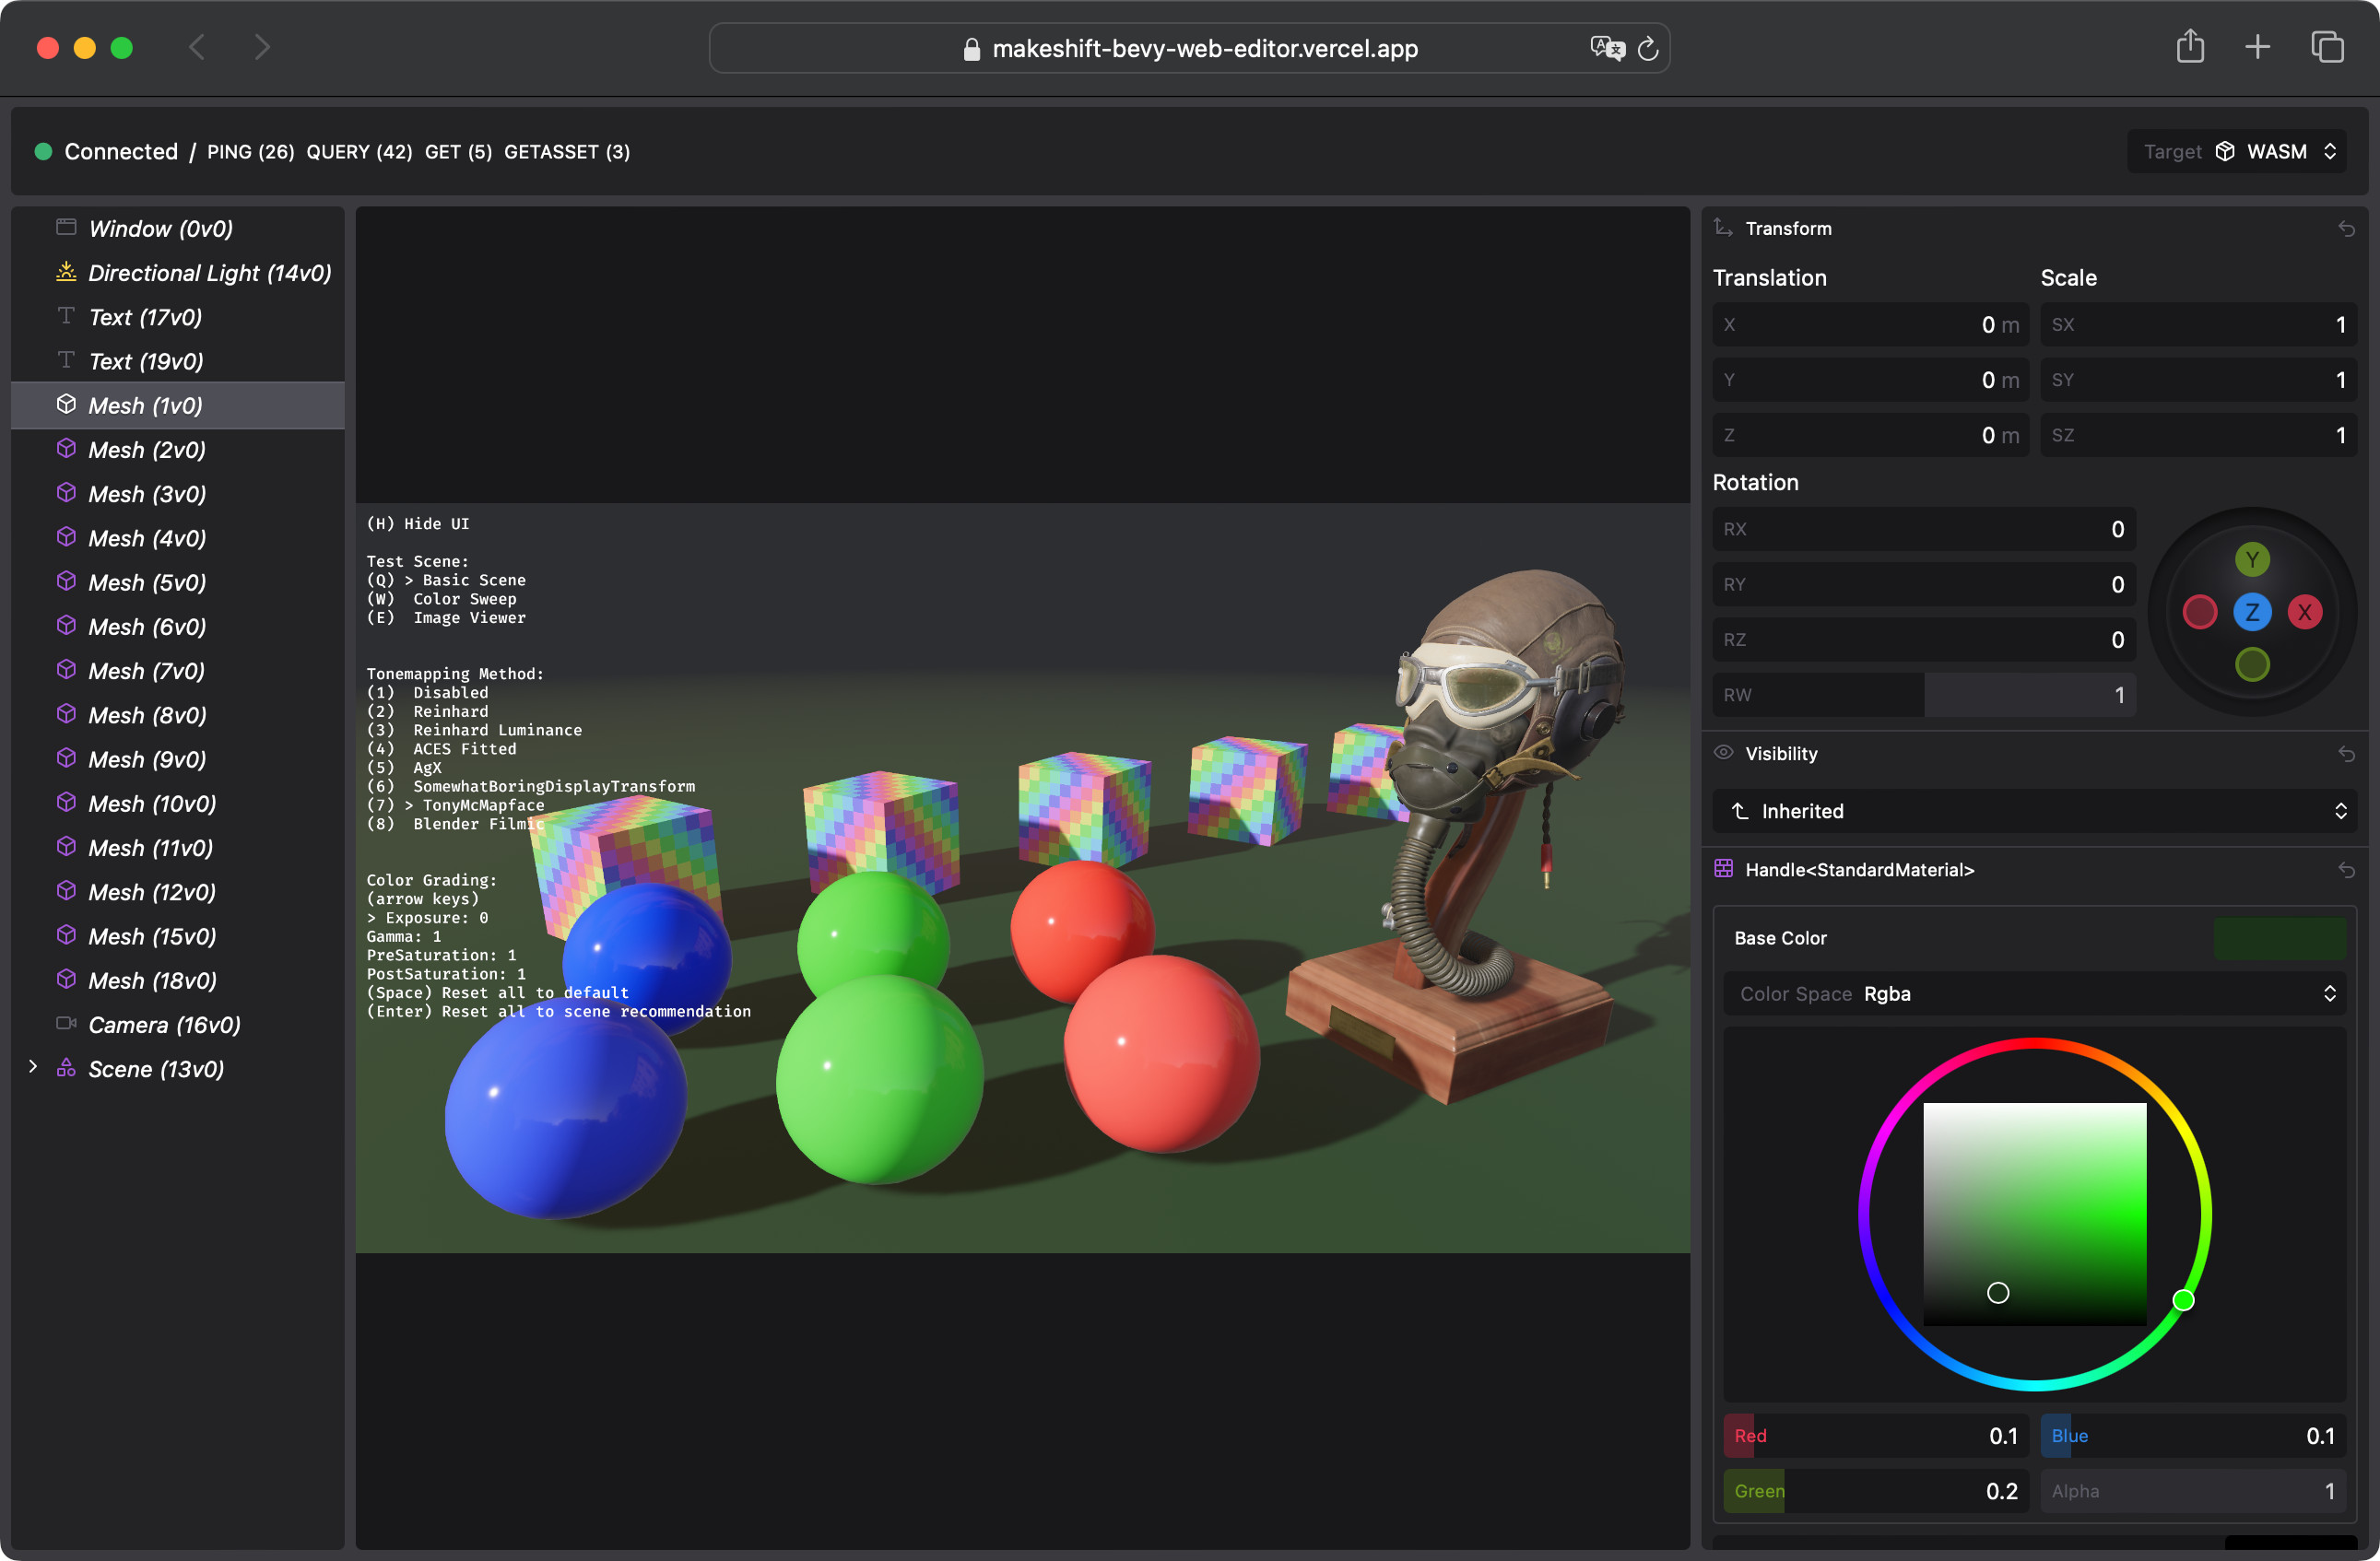 makeshift-bevy-web-editor.vercel.app
Connected / PING (26) QUERY (42) GET (5) GETASSET (3)
Target WASM
Window (0v0)
Directional Light (14v0)
Text (17v0)
Text (19v0)
Mesh (1v0)
Mesh (2v0)
Mesh (3v0)
Mesh (4v0)
Mesh (5v0)
Mesh (6v0)
Mesh (7v0)
Mesh (8v0)
Mesh (9v0)
Mesh (10v0)
Mesh (11v0)
Mesh (12v0)
Mesh (15v0)
Mesh (18v0)
Camera (16v0)
Scene (13v0)
(H) Hide UI
Test Scene:
(Q) > Basic Scene
(W) Color Sweep
(E) Image Viewer
Tonemapping Method:
(1) Disabled
(2) Reinhard
(3) Reinhard Luminance
(4) ACES Fitted
(5) AgX
(6) SomewhatBoringDisplayTransform
(7) > TonyMcMapface
(8) Blender Filmic
Color Grading:
(arrow keys)
> Exposure: 0
Gamma: 1
PreSaturation: 1
PostSaturation: 1
(Space) Reset all to default
(Enter) Reset all to scene recommendation
Transform
Translation Scale
X 0 m SX 1
Y 0 m SY 1
Z 0 m SZ 1
Rotation
RX 0
RY 0
RZ 0
RW 1
Y
Z X
Visibility
Inherited
Handle<StandardMaterial>
Base Color
Color Space Rgba
Red 0.1 Blue 0.1
Green 0.2 Alpha 1